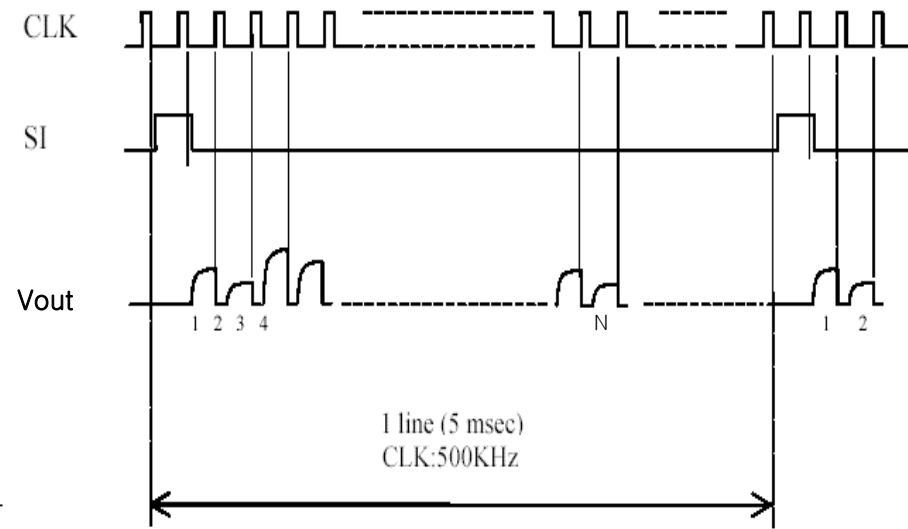 CLK
SI
Vout
1 2 3 4
N
1 2
1 line (5 msec)
CLK:500KHz